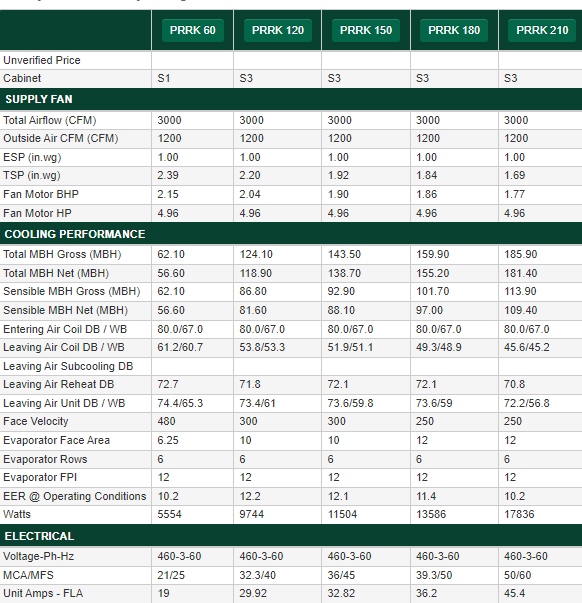 PRRK 60 PRRK 120 PRRK 150 PRRK 180 PRRK 210
Unverified Price
Cabinet S1 S3 S3 S3 S3
SUPPLY FAN
Total Airflow (CFM) 3000 3000 3000 3000 3000
Outside Air CFM (CFM) 1200 1200 1200 1200 1200
ESP (in.wg) 1.00 1.00 1.00 1.00 1.00
TSP (in.wg) 2.39 2.20 1.92 1.84 1.69
Fan Motor BHP 2.15 2.04 1.90 1.86 1.77
Fan Motor HP 4.96 4.96 4.96 4.96 4.96
COOLING PERFORMANCE
Total MBH Gross (MBH) 62.10 124.10 143.50 159.90 185.90
Total MBH Net (MBH) 56.60 118.90 138.70 155.20 181.40
Sensible MBH Gross (MBH) 62.10 86.80 92.90 101.70 113.90
Sensible MBH Net (MBH) 56.60 81.60 88.10 97.00 109.40
Entering Air Coil DB / WB 80.0/67.0 80.0/67.0 80.0/67.0 80.0/67.0 80.0/67.0
Leaving Air Coil DB / WB 61.2/60.7 53.8/53.3 51.9/51.1 49.3/48.9 45.6/45.2
Leaving Air Subcooling DB
Leaving Air Reheat DB 72.7 71.8 72.1 72.1 70.8
Leaving Air Unit DB / WB 74.4/65.3 73.4/61 73.6/59.8 73.6/59 72.2/56.8
Face Velocity 480 300 300 250 250
Evaporator Face Area 6.25 10 10 12 12
Evaporator Rows 6 6 6 6 6
Evaporator FPI 12 12 12 12 12
EER @ Operating Conditions 10.2 12.2 12.1 11.4 10.2
Watts 5554 9744 11504 13586 17836
ELECTRICAL
Voltage-Ph-Hz 460-3-60 460-3-60 460-3-60 460-3-60 460-3-60
MCA/MFS 21/25 32.3/40 36/45 39.3/50 50/60
Unit Amps - FLA 19 29.92 32.82 36.2 45.4